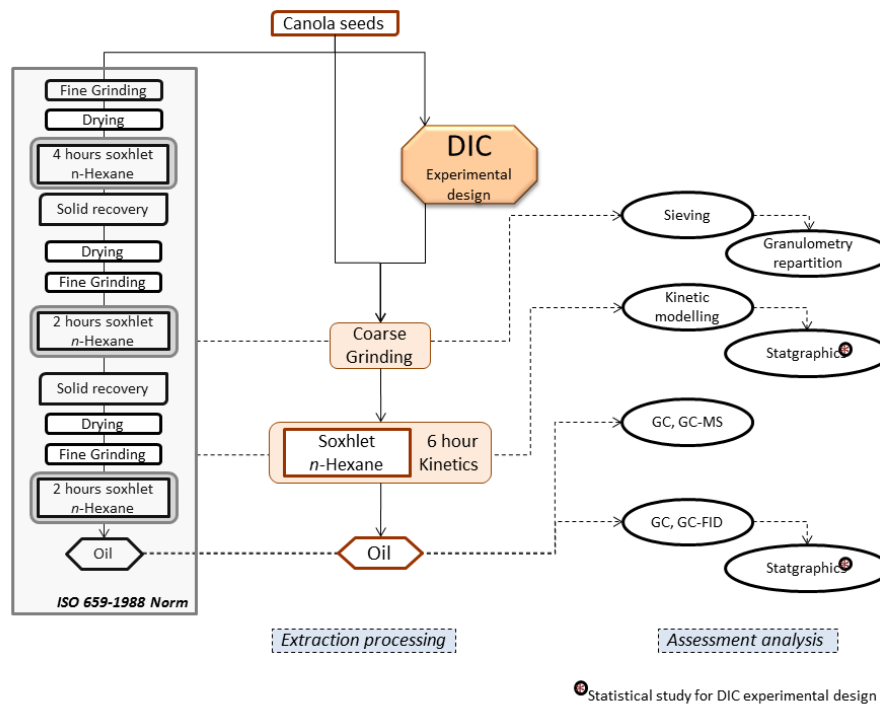 Canola seeds
Fine Grinding
Drying
4 hours soxhlet
n-Hexane
Solid recovery
Drying
Fine Grinding
2 hours soxhlet
n-Hexane
Solid recovery
Drying
Fine Grinding
2 hours soxhlet
n-Hexane
Oil
ISO 659-1988 Norm
DIC
Experimental
design
Coarse
Grinding
Soxhlet
n-Hexane
6 hour
Kinetics
Oil
Extraction processing
Sieving
Granulometry
repartition
Kinetic
modelling
Statgraphics
GC, GC-MS
GC, GC-FID
Statgraphics
Assessment analysis
Statistical study for DIC experimental design